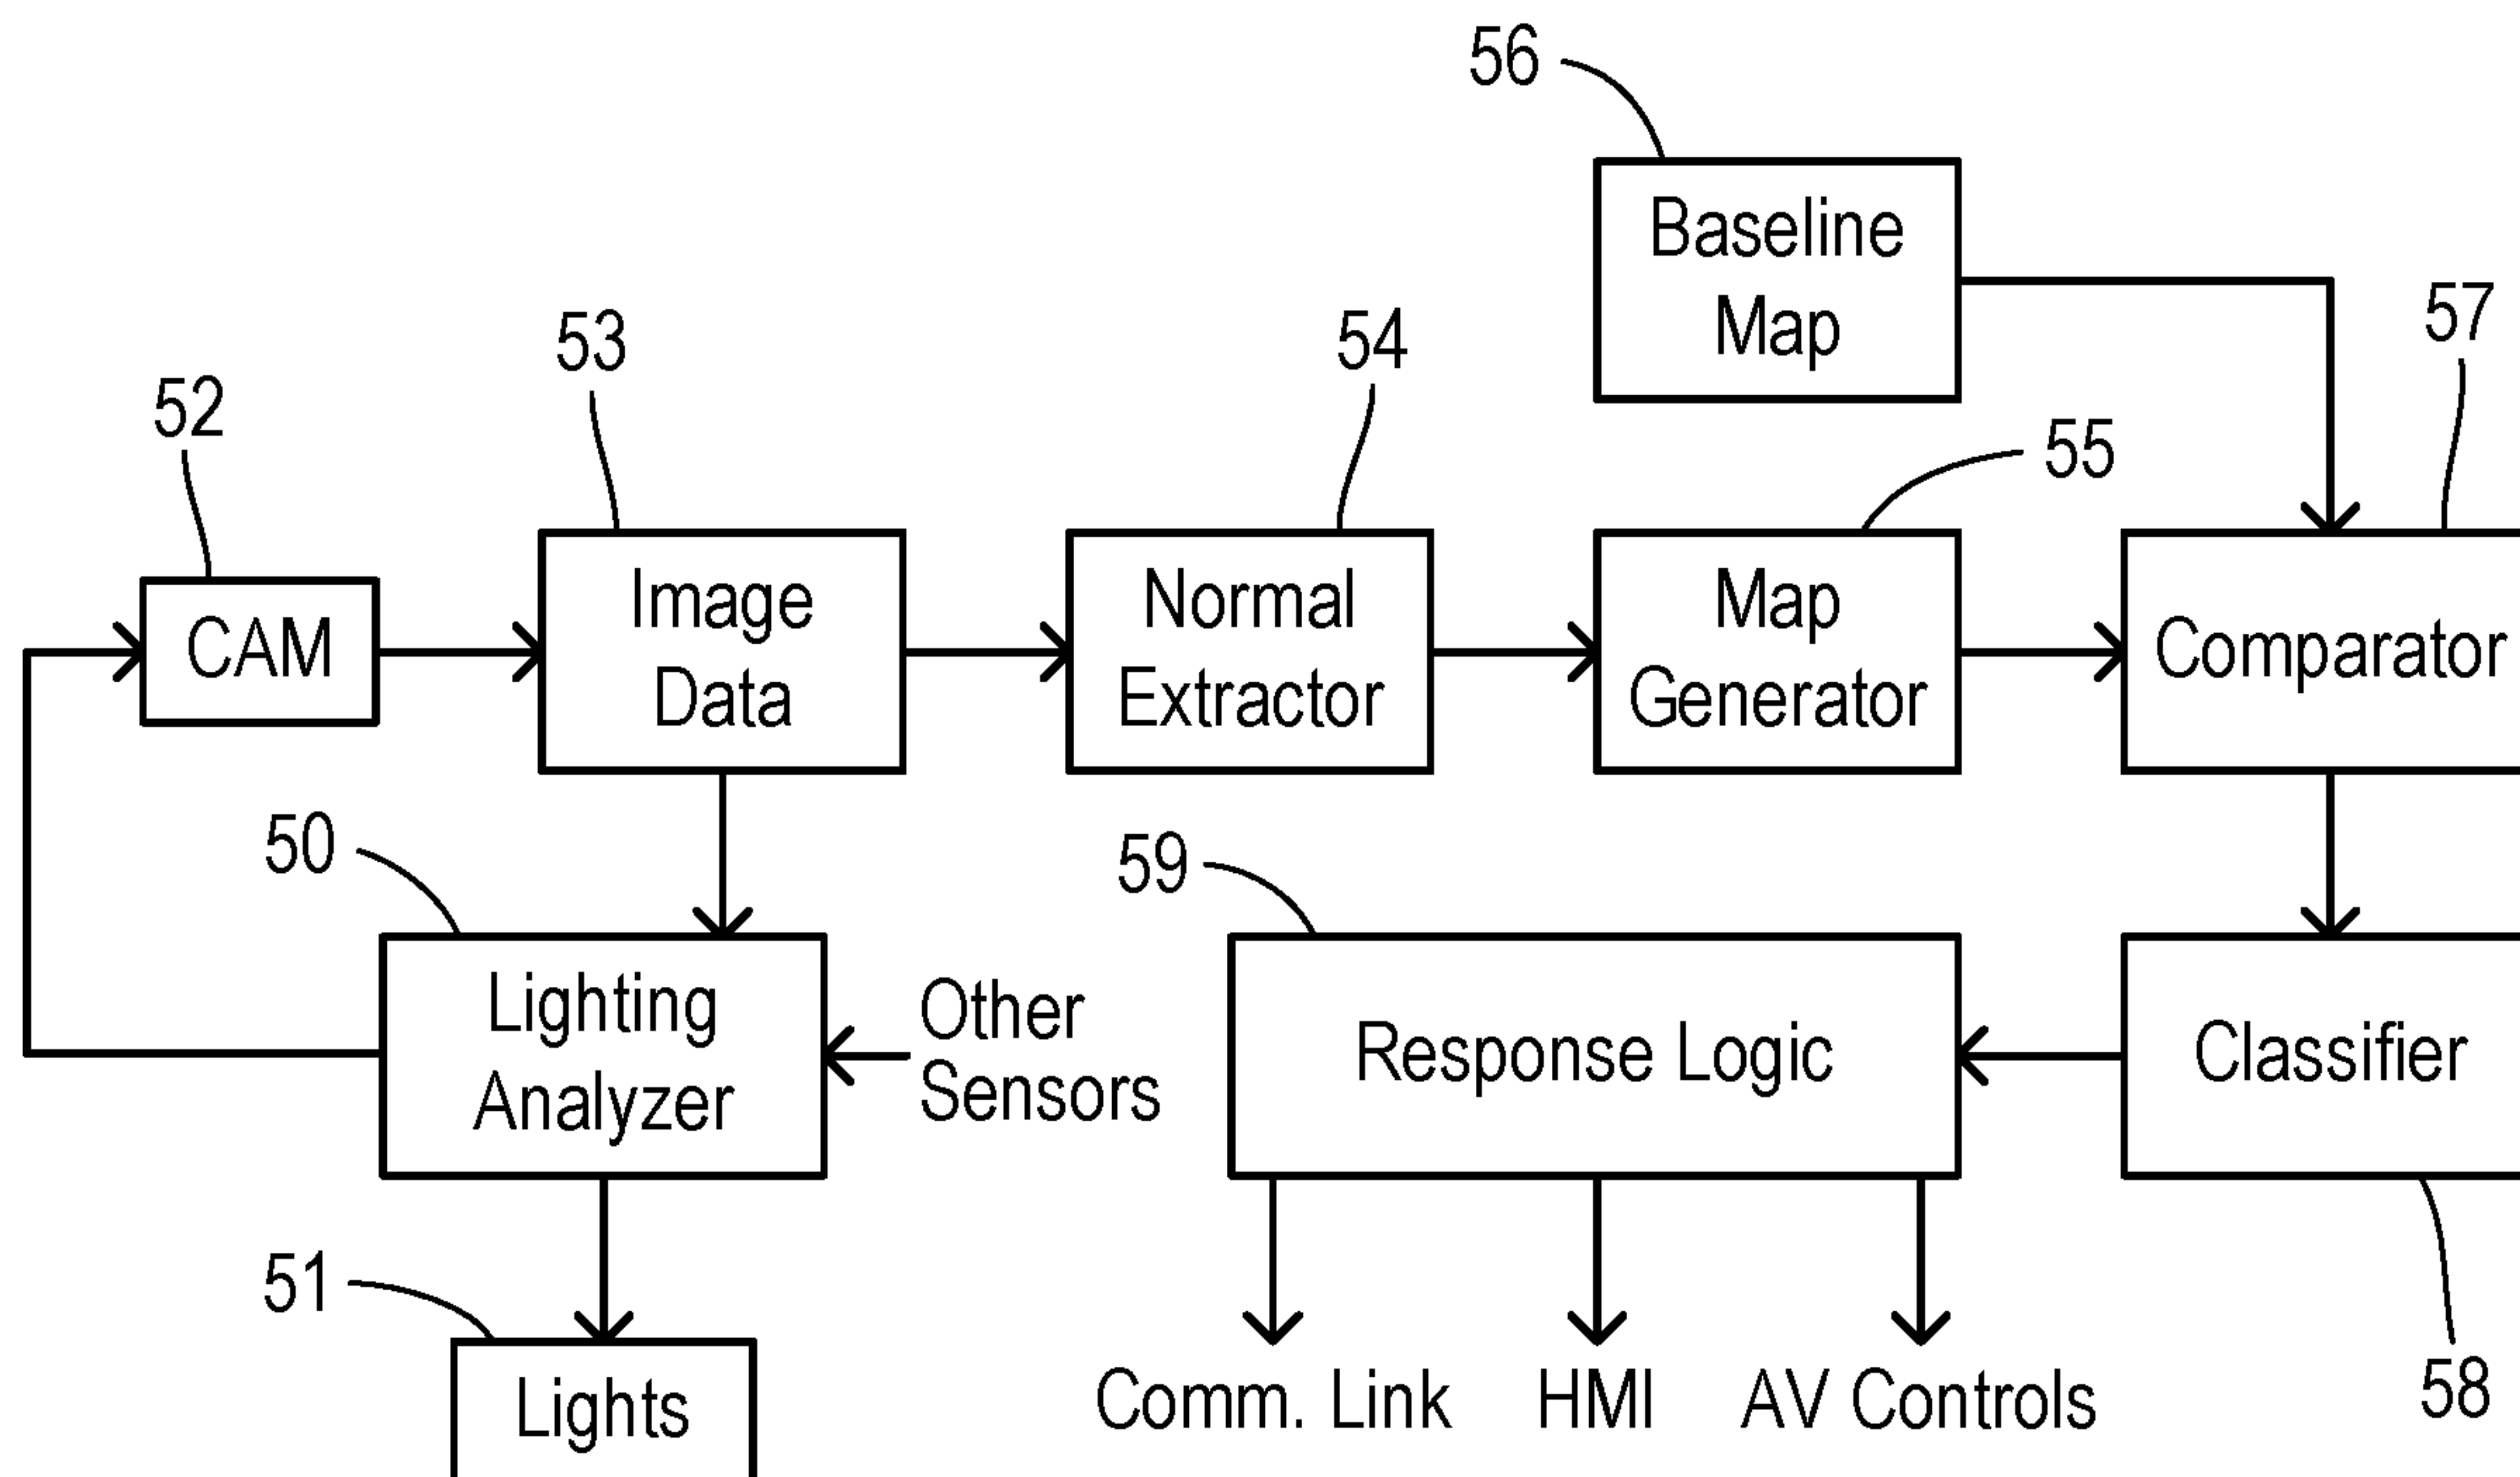 56
Baseline
Map
53
54
57
52
55
CAM
Image
Data
Normal
Extractor
Map
Generator
Comparator
50
59
Lighting
Analyzer
Other
Sensors
Response Logic
Classifier
51
Lights
Comm. Link
HMI
AV Controls
58